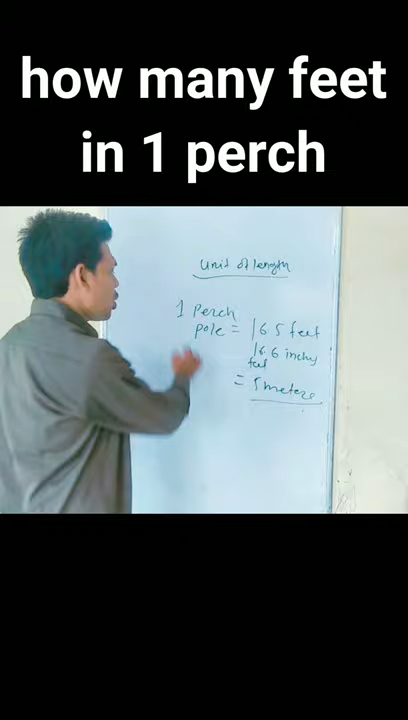 how many feet
in 1 perch
Unit of length
1 Perch
pole = 16.5 feet
16.6 inchy
feet
= 5 metere